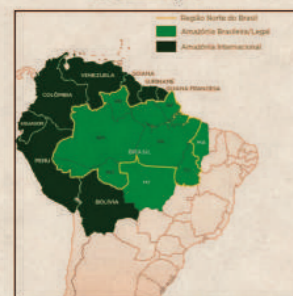 Região Norte do Brasil
Amazônia Brasileira/Legal
Amazônia Internacional
VENEZUELA
GUIANA
SURINAME
GUIANA FRANCESA
COLÔMBIA
EQUADOR
PERU
BRASIL
BOLÍVIA